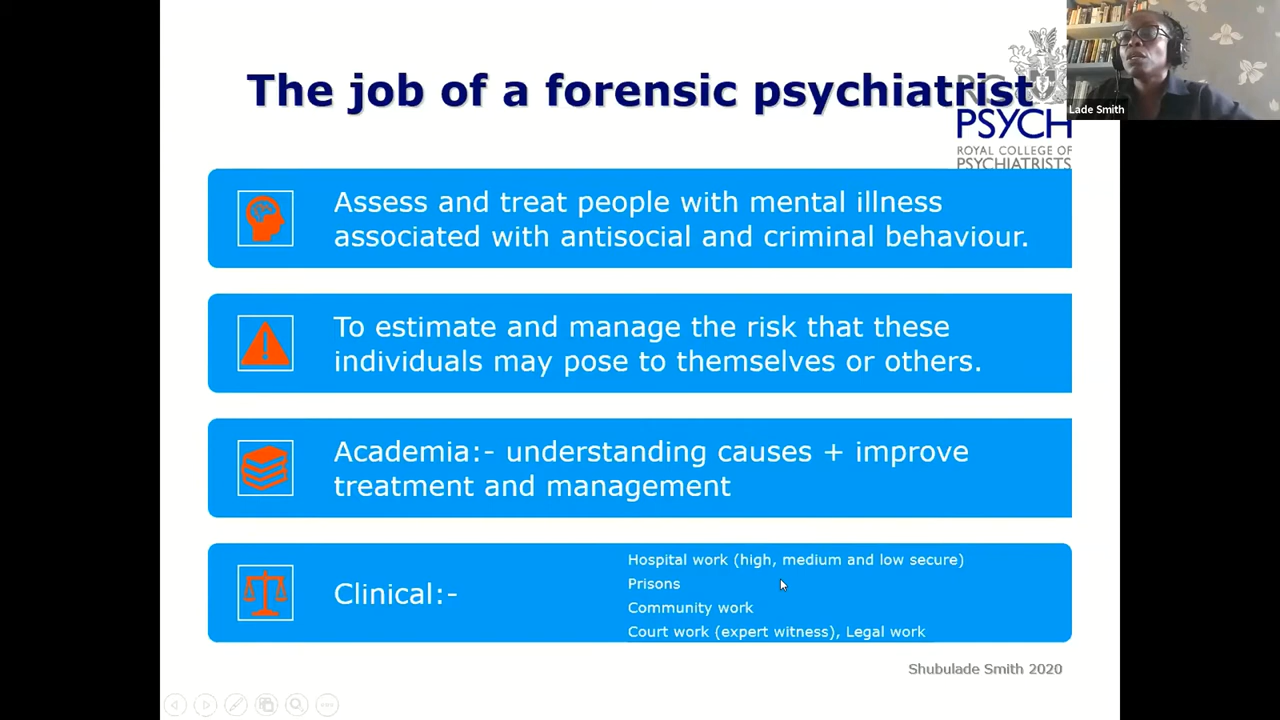 The job of a forensic psychiatrist
RC
PSYCH
ROYAL COLLEGE OF
PSYCHIATRISTS
Lade Smith
Assess and treat people with mental illness
associated with antisocial and criminal behaviour.
To estimate and manage the risk that these
individuals may pose to themselves or others.
Academia:- understanding causes + improve
treatment and management
Clinical:-
Hospital work (high, medium and low secure)
Prisons
Community work
Court work (expert witness), Legal work
Shubulade Smith 2020